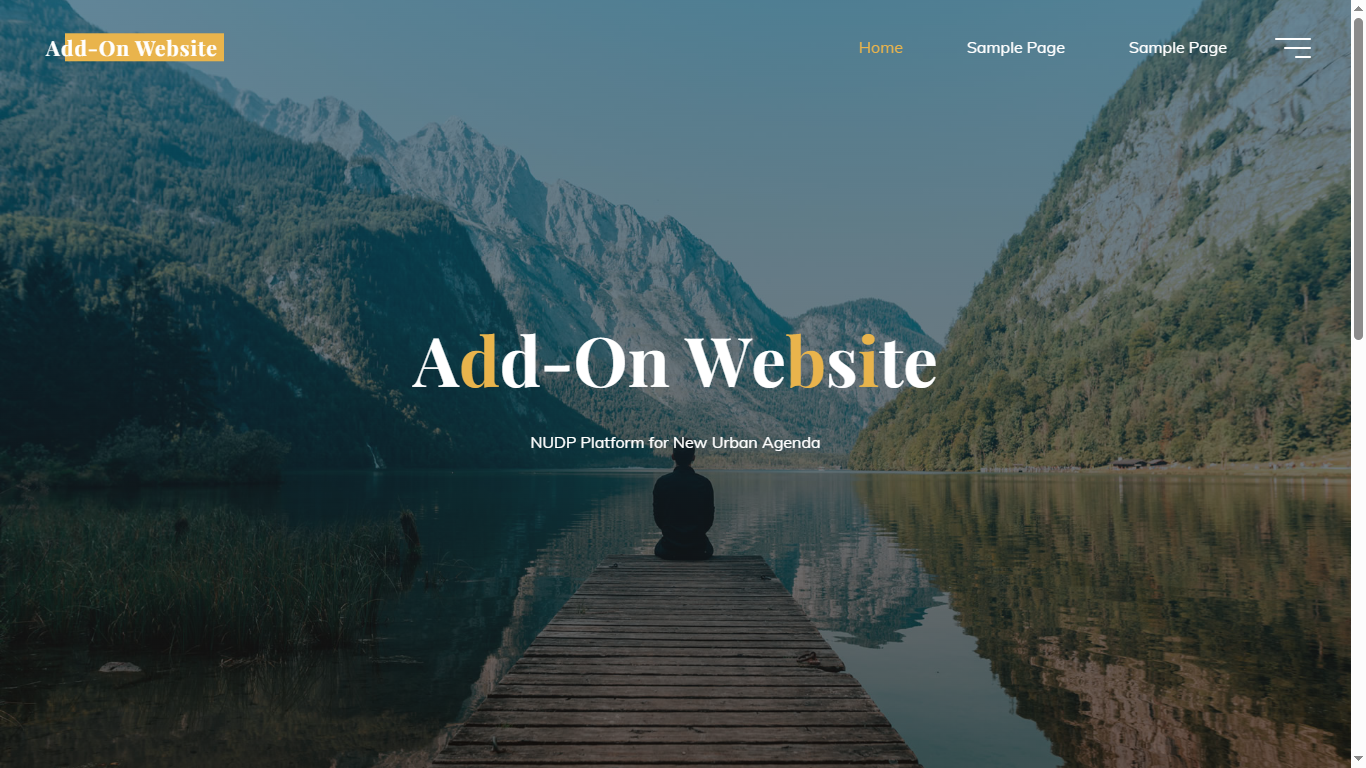 Add-On Website
Home
Sample Page
Sample Page
Add-On Website
NUDP Platform for New Urban Agenda